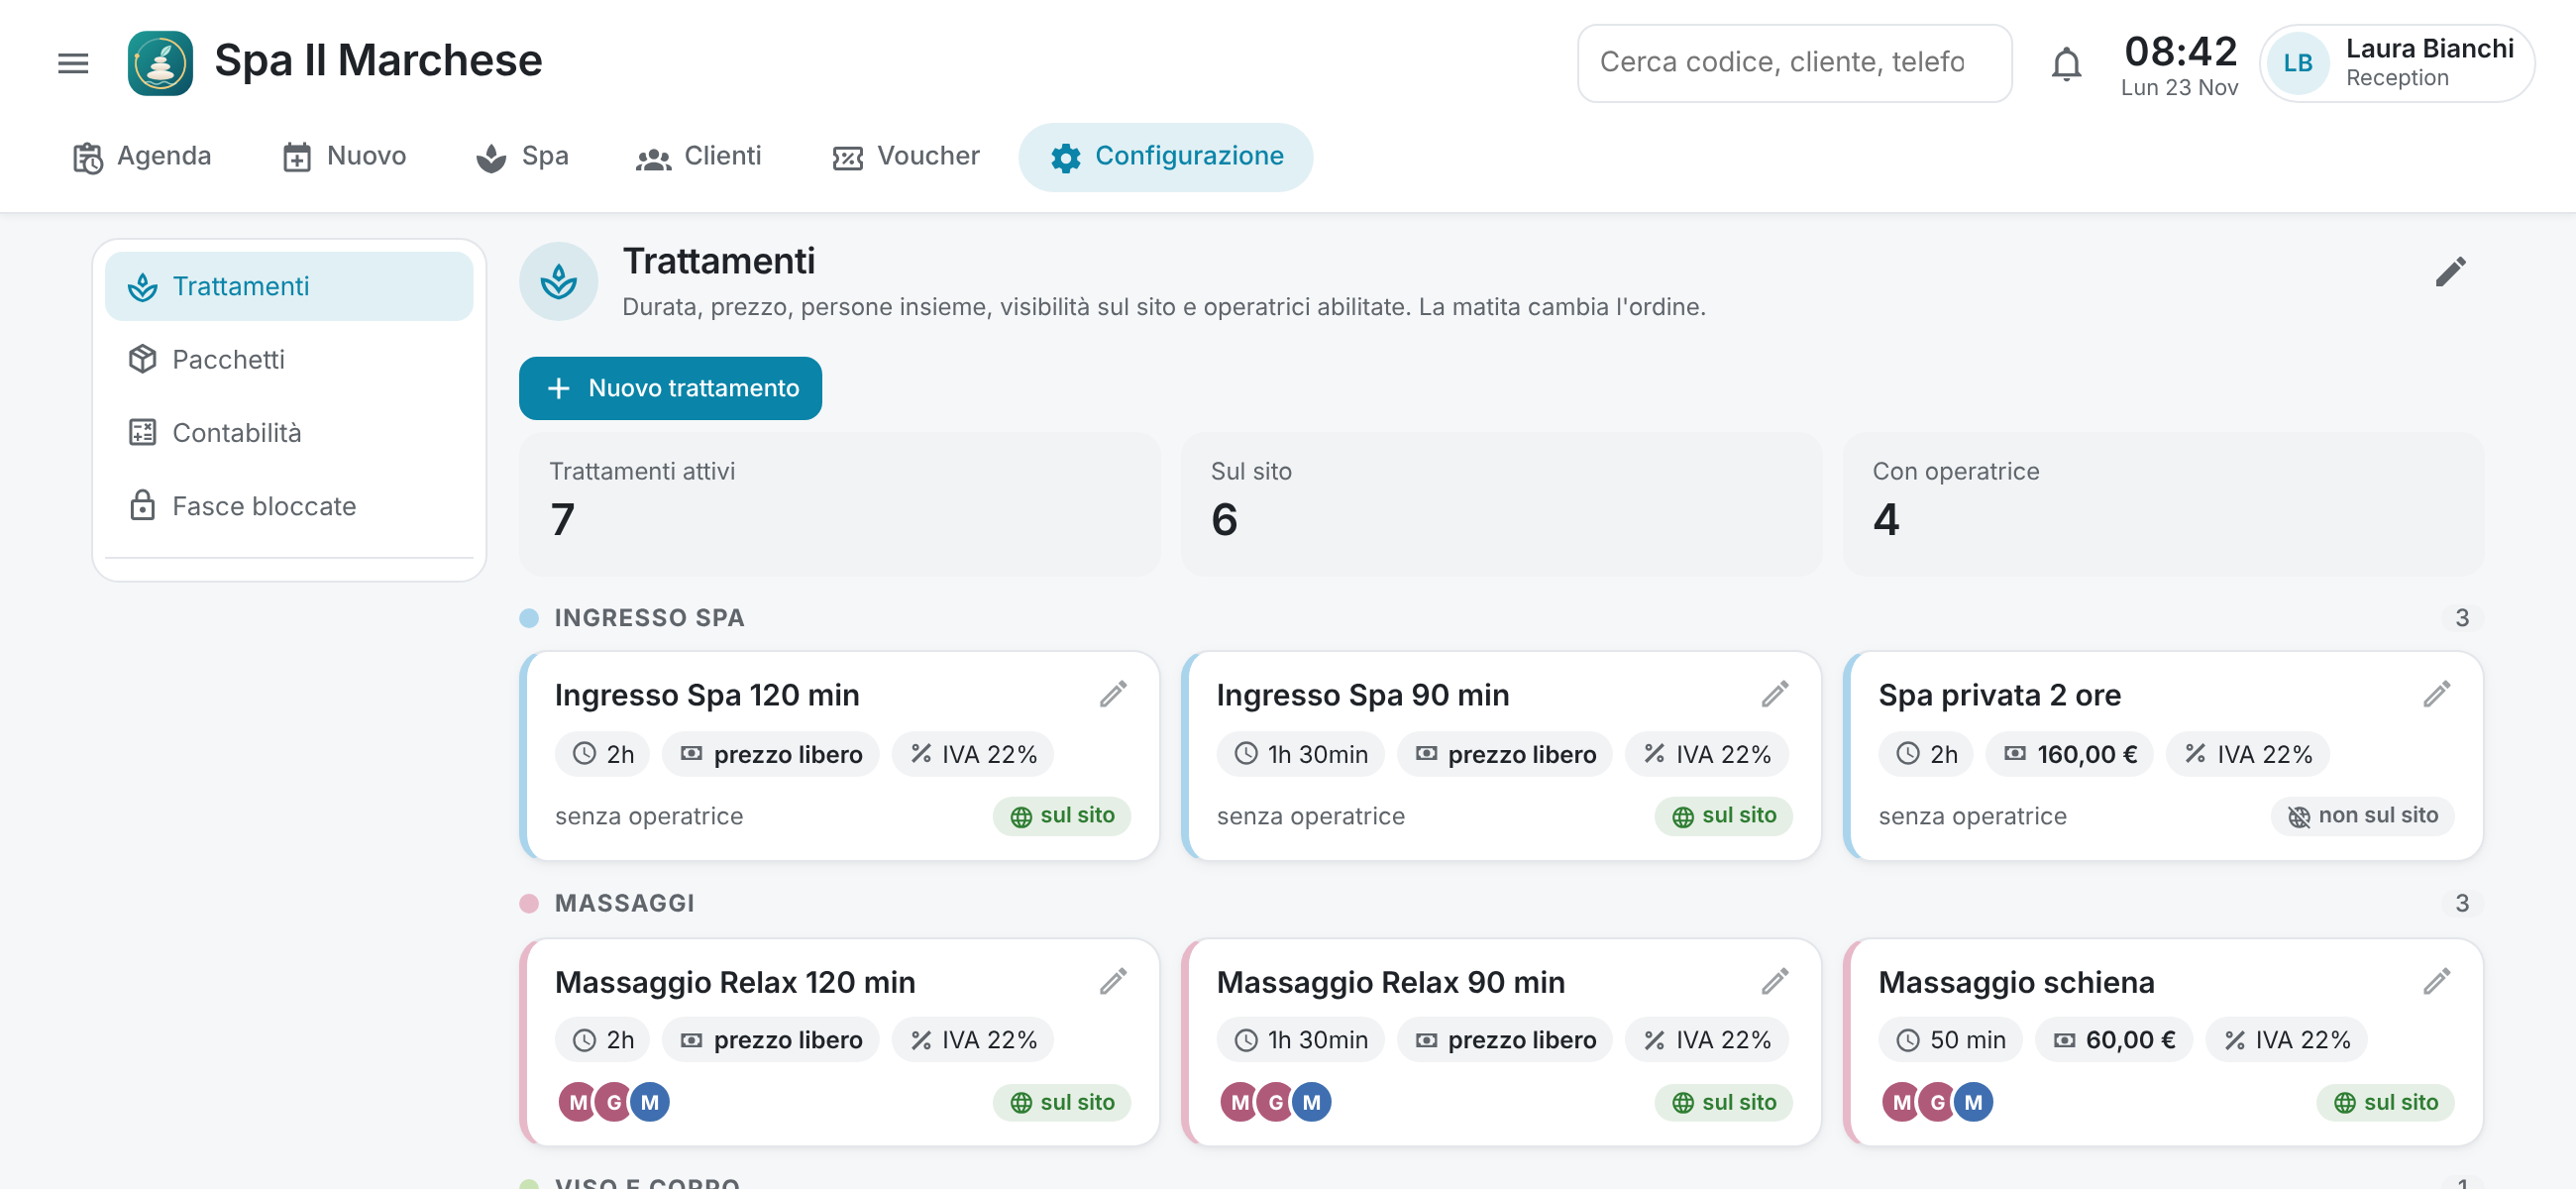 Spa Il Marchese
Cerca codice, cliente, telefo
08:42
Lun 23 Nov
LB
Laura Bianchi
Reception
Agenda
Nuovo
Spa
Clienti
Voucher
Configurazione
Trattamenti
Pacchetti
Contabilità
Fasce bloccate
Trattamenti
Durata, prezzo, persone insieme, visibilità sul sito e operatrici abilitate. La matita cambia l'ordine.
Nuovo trattamento
Trattamenti attivi
7
Sul sito
6
Con operatrice
4
INGRESSO SPA
3
Ingresso Spa 120 min
2h
prezzo libero
IVA 22%
senza operatrice
sul sito
Ingresso Spa 90 min
1h 30min
prezzo libero
IVA 22%
senza operatrice
sul sito
Spa privata 2 ore
2h
160,00 €
IVA 22%
senza operatrice
non sul sito
MASSAGGI
3
Massaggio Relax 120 min
2h
prezzo libero
IVA 22%
M G M
sul sito
Massaggio Relax 90 min
1h 30min
prezzo libero
IVA 22%
M G M
sul sito
Massaggio schiena
50 min
60,00 €
IVA 22%
M G M
sul sito
VISO E CORPO
1